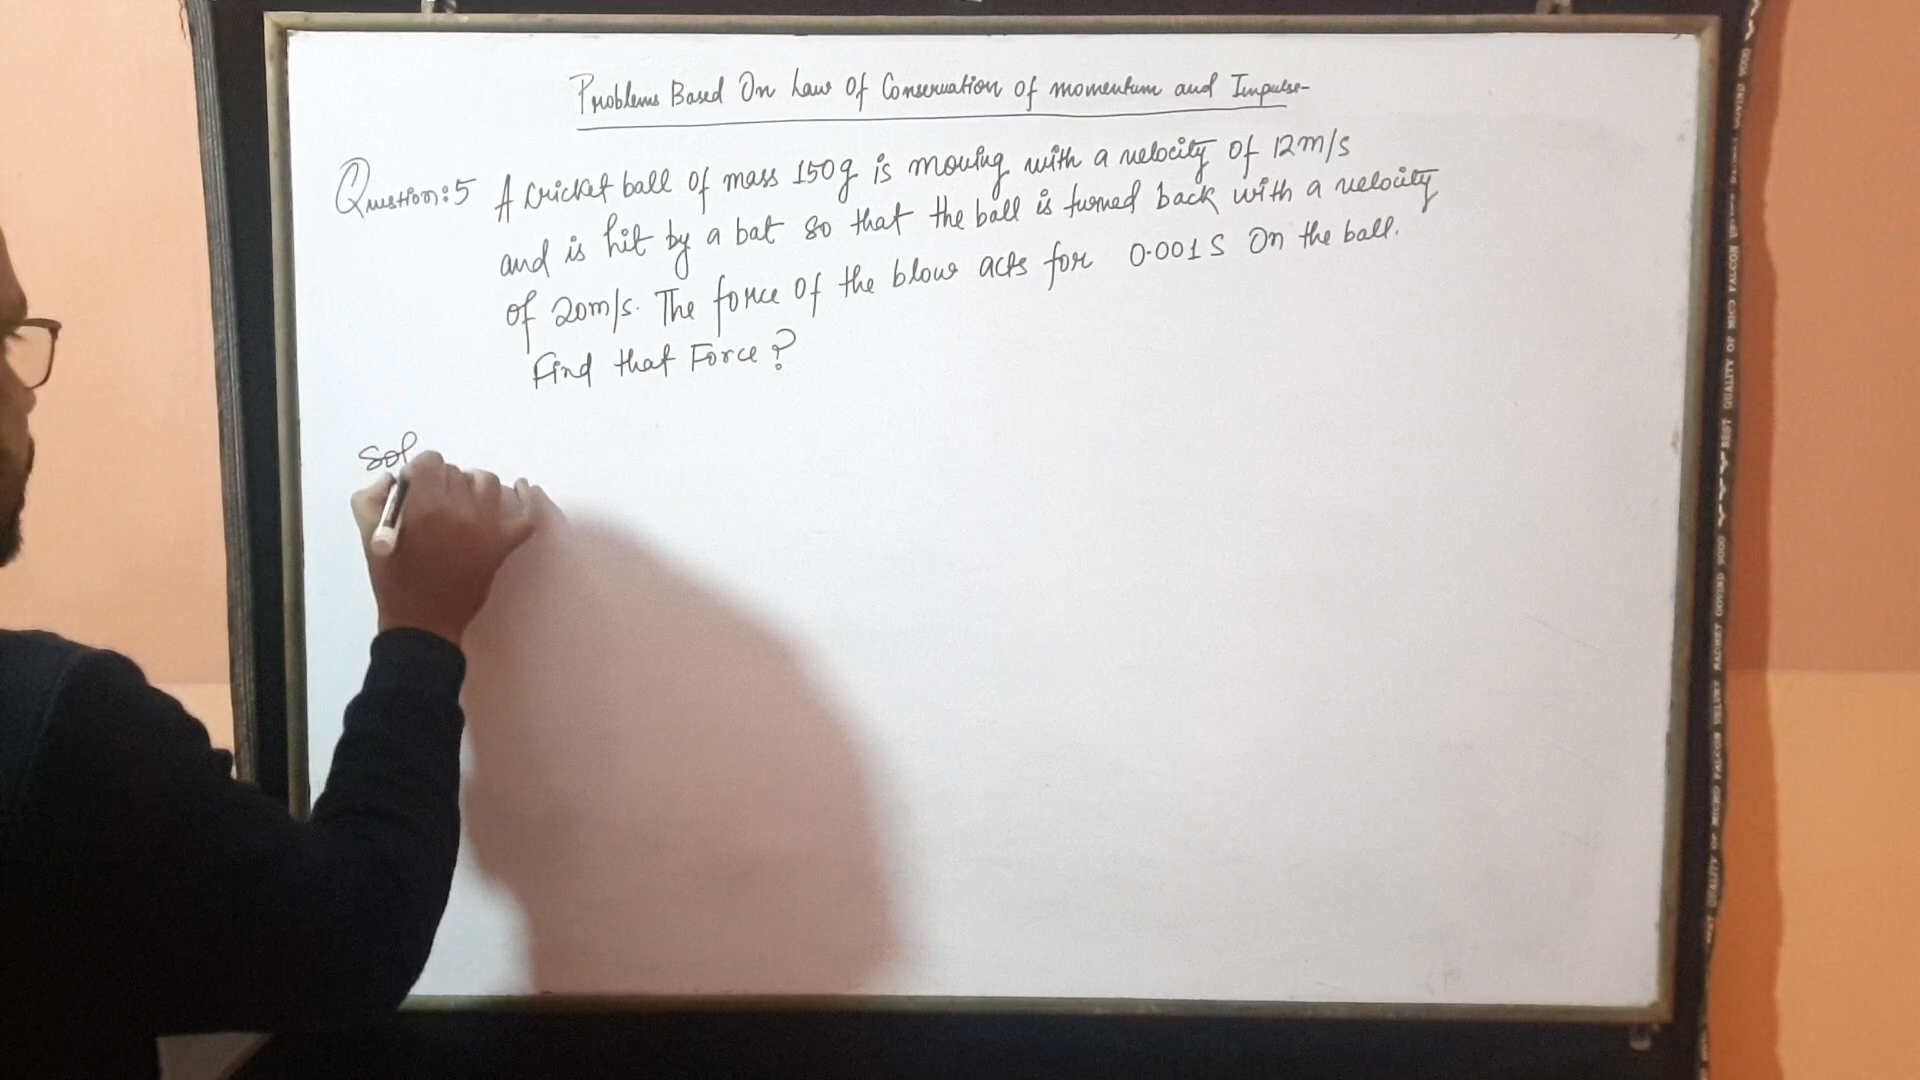 Problems Based On Law Of Conservation of momentum and Impulse-
Question:5 A cricket ball of mass 150g is moving with a velocity of 12m/s
and is hit by a bat so that the ball is turned back with a velocity
of 20m/s. The force of the blow acts for 0.001 S On the ball.
Find that Force?
Sol